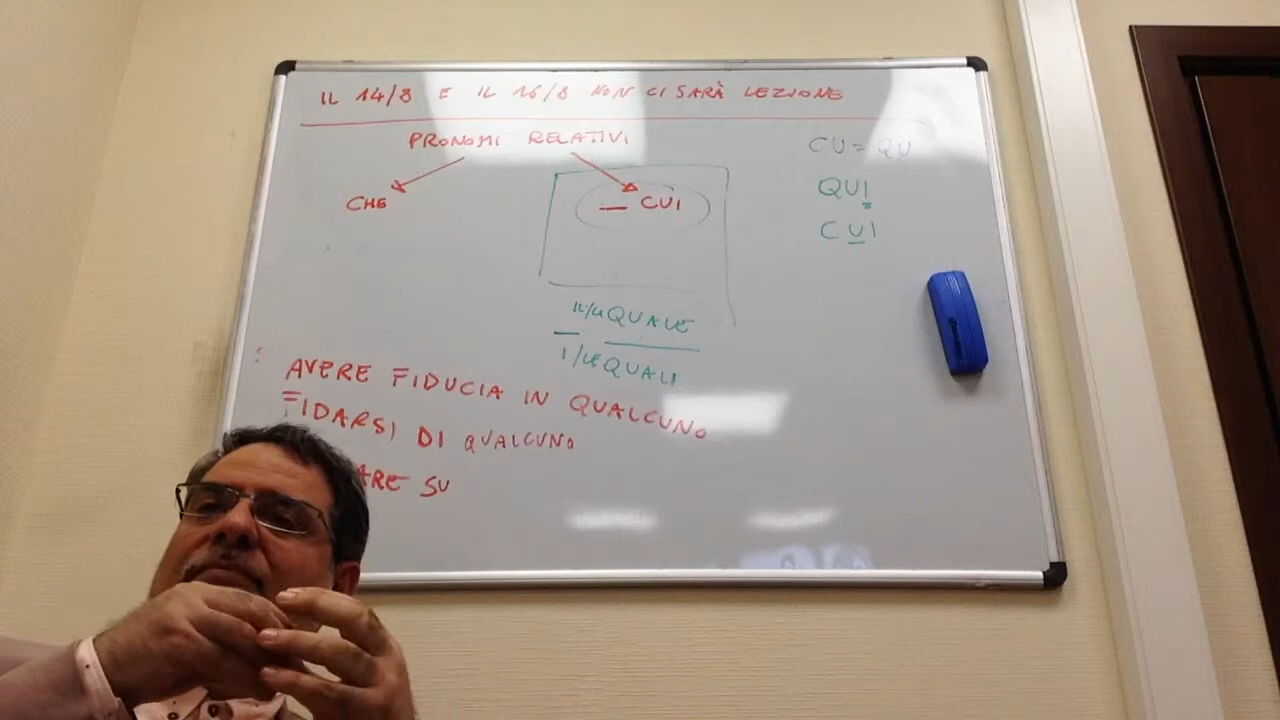 IL 14/8 E IL 16/8 NON CI SARÀ LEZIONE
PRONOMI RELATIVI
CHE
__ CUI
CU = QU
QUI
CUI
IL/LA QUALE
I/LE QUALI
AVERE FIDUCIA IN QUALCUNO
FIDARSI DI QUALCUNO
ARE SU